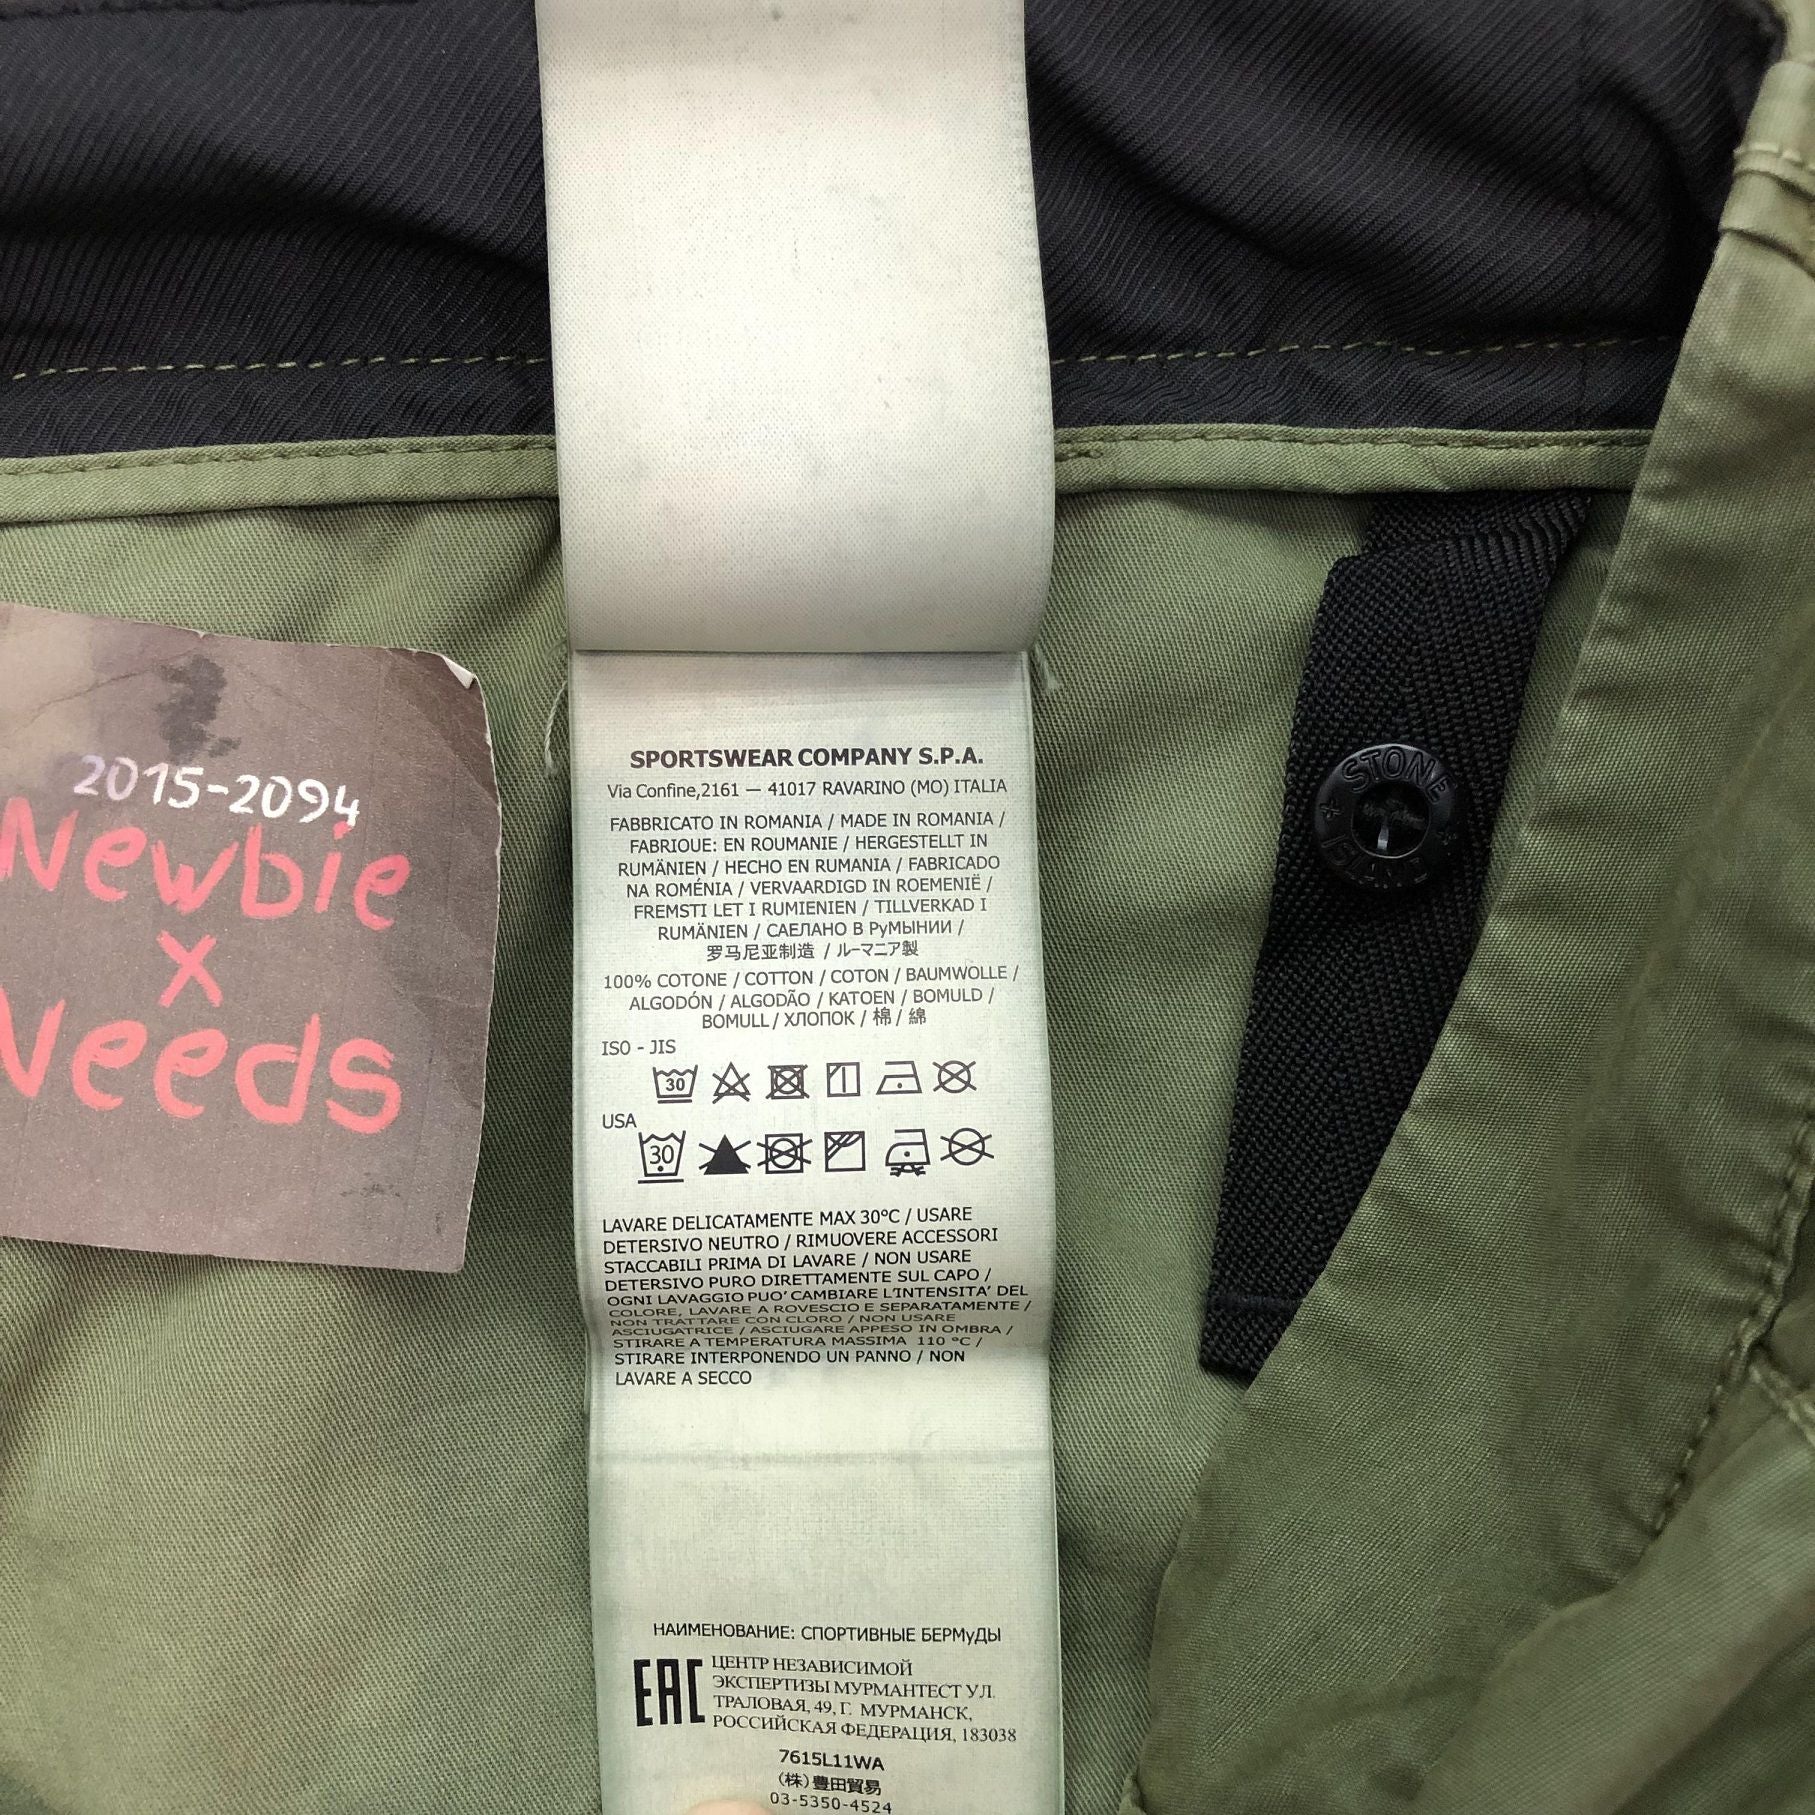 2015-2094
Newbie
x
Needs
SPORTSWEAR COMPANY S.P.A.
Via Confine,2161 — 41017 RAVARINO (MO) ITALIA
FABBRICATO IN ROMANIA / MADE IN ROMANIA /
FABRIOUE: EN ROUMANIE / HERGESTELLT IN
RUMÄNIEN / HECHO EN RUMANIA / FABRICADO
NA ROMÉNIA / VERVAARDIGD IN ROEMENIË /
FREMSTI LET I RUMIENIEN / TILLVERKAD I
RUMÄNIEN / CAEЛАНО В РуМЫНИИ /
罗马尼亚制造 / ルーマニア製
100% COTONE / COTTON / COTON / BAUMWOLLE /
ALGODÓN / ALGODÃO / KATOEN / BOMULD /
BOMULL / ХЛОПОК / 棉 / 綿
ISO - JIS
30
USA
30
LAVARE DELICATAMENTE MAX 30°C / USARE
DETERSIVO NEUTRO / RIMUOVERE ACCESSORI
STACCABILI PRIMA DI LAVARE / NON USARE
DETERSIVO PURO DIRETTAMENTE SUL CAPO /
OGNI LAVAGGIO PUO' CAMBIARE L'INTENSITA' DEL
COLORE, LAVARE A ROVESCIO E SEPARATAMENTE /
NON TRATTARE CON CLORO / NON USARE
ASCIUGATRICE / ASCIUGARE APPESO IN OMBRA /
STIRARE A TEMPERATURA MASSIMA 110 °C /
STIRARE INTERPONENDO UN PANNO / NON
LAVARE A SECCO
НАИМЕНОВАНИЕ: СПОРТИВНЫЕ БЕРМуДЫ
EAC
ЦЕНТР НЕЗАВИСИМОЙ
ЭКСПЕРТИЗЫ МУРМАНТЕСТ УЛ.
ТРАЛОВАЯ, 49, Г. МУРМАНСК,
РОССИЙСКАЯ ФЕДЕРАЦИЯ, 183038
7615L11WA
(株)豊田貿易
03-5350-4524
STONE
ISLAND